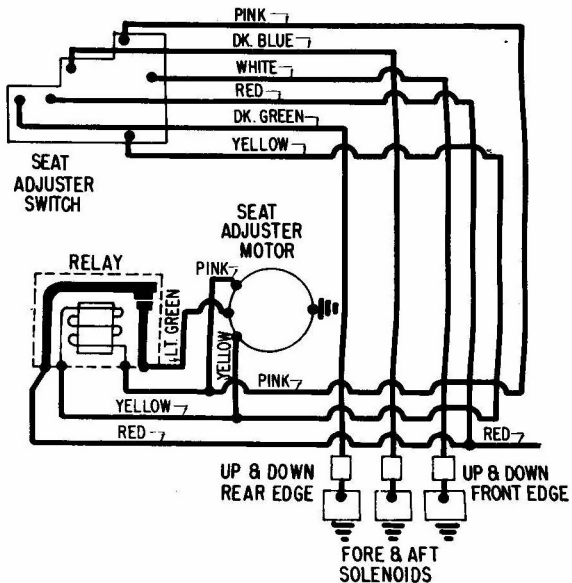 PINK
DK. BLUE
WHITE
RED
DK. GREEN
YELLOW
SEAT
ADJUSTER
SWITCH
SEAT
ADJUSTER
MOTOR
RELAY
PINK
LT. GREEN
YELLOW
PINK
YELLOW
RED
RED
UP & DOWN
REAR EDGE
UP & DOWN
FRONT EDGE
FORE & AFT
SOLENOIDS